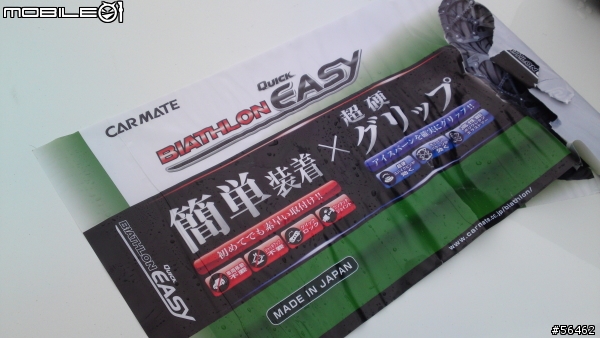 MOBILE01
CARMATE
BIATHLON QUICK EASY
簡単装着×超硬グリップ
初めてでも素早い取付け!!
アイスバーンも確実にグリップ!!
BIATHLON QUICK EASY
MADE IN JAPAN
www.carmate.co.jp/biathlon/
#56462